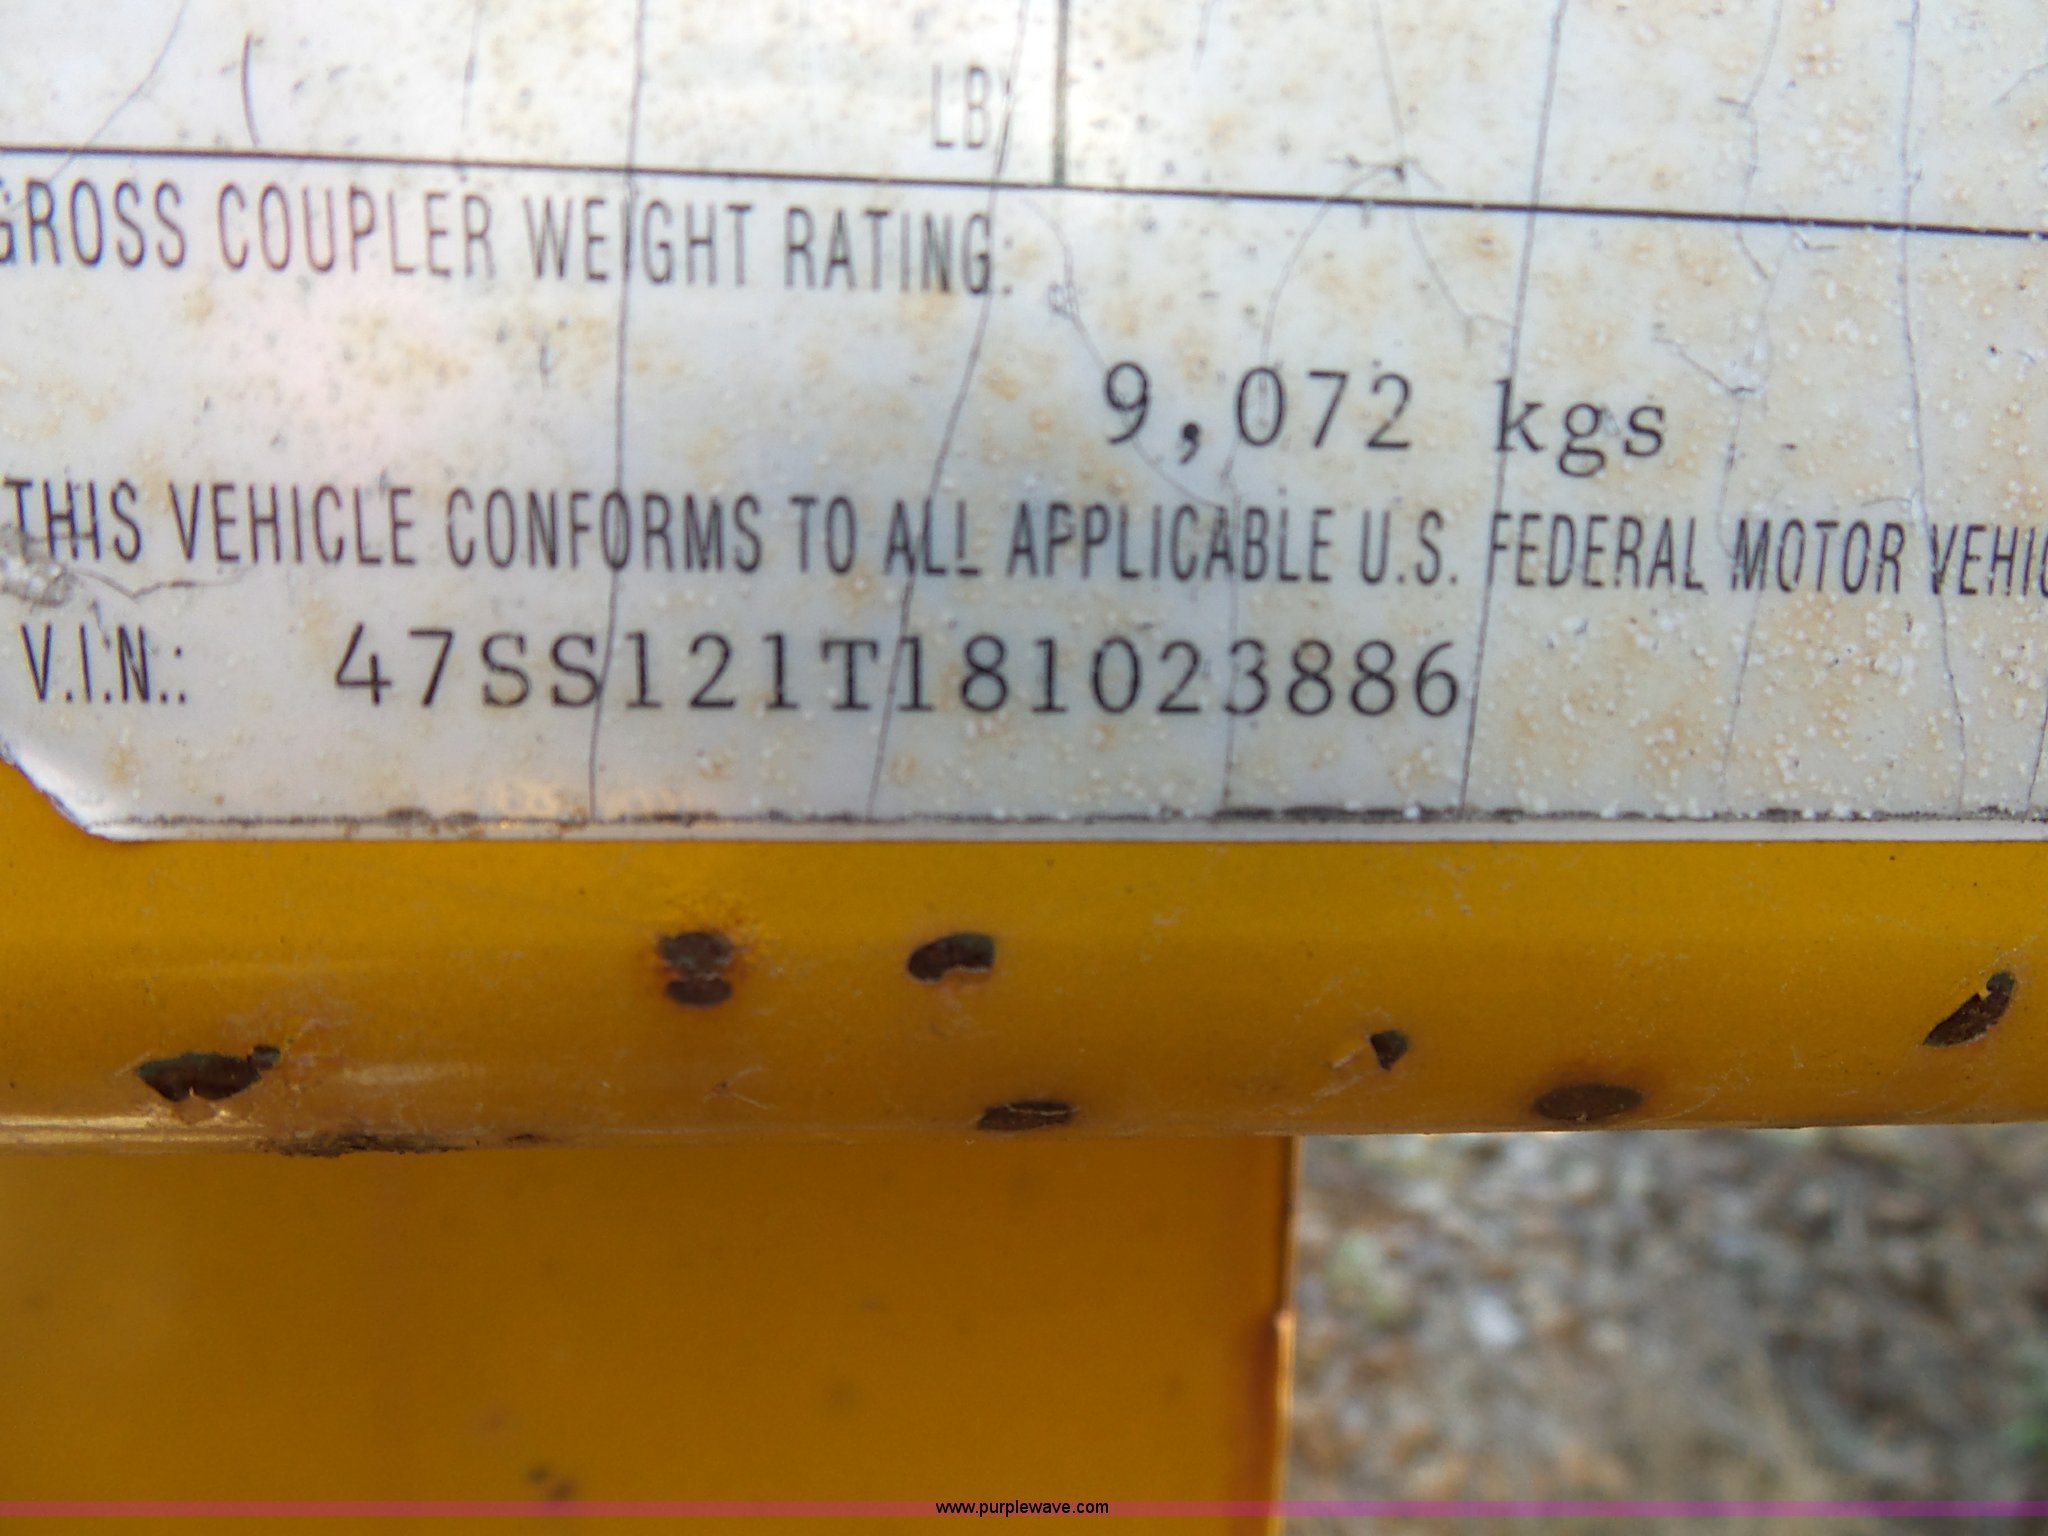 LB
GROSS COUPLER WEIGHT RATING:
9,072 kgs
THIS VEHICLE CONFORMS TO ALL APPLICABLE U.S. FEDERAL MOTOR VEHIC
V.I.N.: 47SS121T181023886
www.purplewave.com